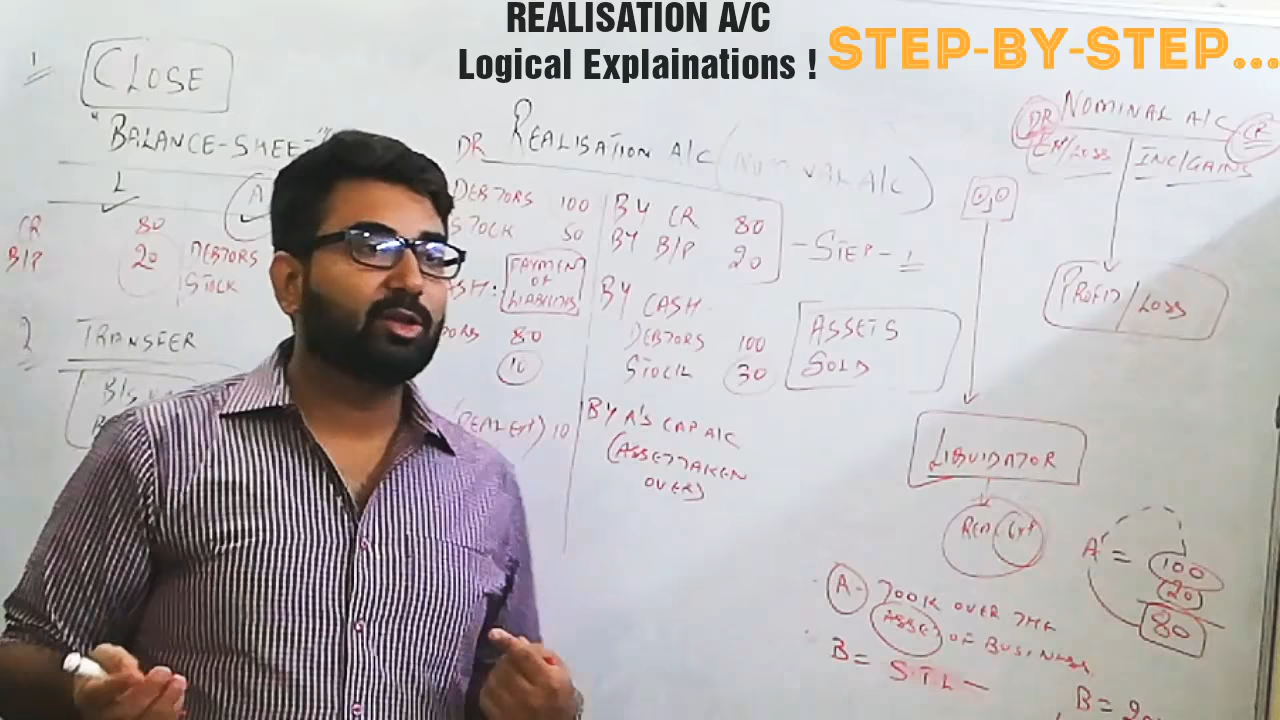 REALISATION A/C
Logical Explainations !
STEP-BY-STEP...
1
CLOSE
"BALANCE-SHEET"
L A
CR 80
B/P 20 DEBTORS
STOCK
2 TRANSFER
B/S
DR REALISATION A/C (NOMINAL A/C)
DEBTORS 100 BY CR 80
STOCK 50 BY B/P 20
-STEP-1
PAYMENT
OF
LIABILITIES
BY CASH
80 DEBTORS 100
10 STOCK 30
ASSETS
SOLD
(REAL EXP) 10 BY A'S CAP A/C
(ASSET TAKEN
OVER)
DR NOMINAL A/C CR
EXP/LOSS INC/GAINS
PROFIT/LOSS
LIQUIDATOR
REAL EXP
A = 100
20
80
A- TOOK OVER THE
ASSET OF BUSINESS
B = S.T.L -
B =